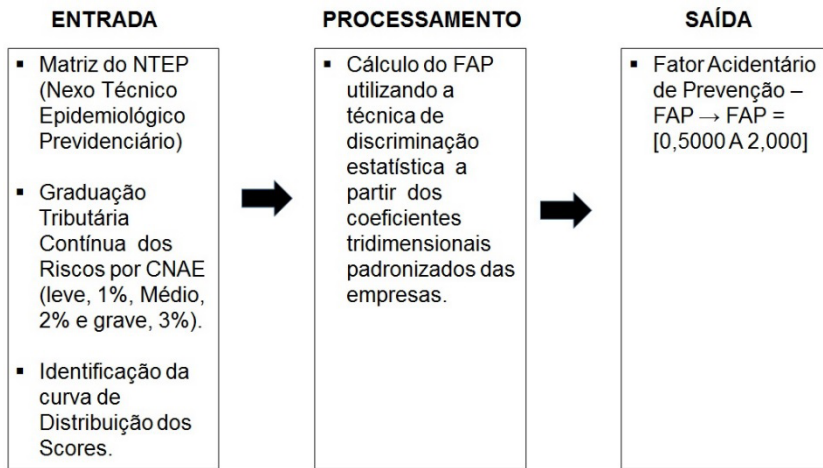 ENTRADA
▪ Matriz do NTEP
(Nexo Técnico
Epidemiológico
Previdenciário)
▪ Graduação
Tributária
Contínua dos
Riscos por CNAE
(leve, 1%, Médio,
2% e grave, 3%).
▪ Identificação da
curva de
Distribuição dos
Scores.
PROCESSAMENTO
▪ Cálculo do FAP
utilizando a
técnica de
discriminação
estatística a
partir dos
coeficientes
tridimensionais
padronizados das
empresas.
SAÍDA
▪ Fator Acidentário
de Prevenção –
FAP → FAP =
[0,5000 A 2,000]